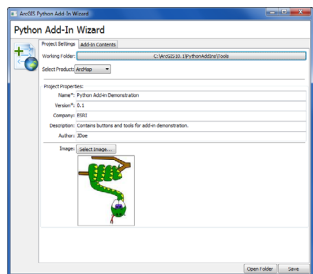 ArcGIS Python Add-In Wizard
Python Add-In Wizard
Project Settings Add-In Contents
Working Folder: C:\ArcGIS10.1\PythonAddIns\Tools
Select Product: ArcMap
Project Properties:
Name*: Python Add-in Demonstration
Version*: 0.1
Company: ESRI
Description: Contains buttons and tools for add-in demonstration.
Author: JDoe
Image: Select Image...
Open Folder Save